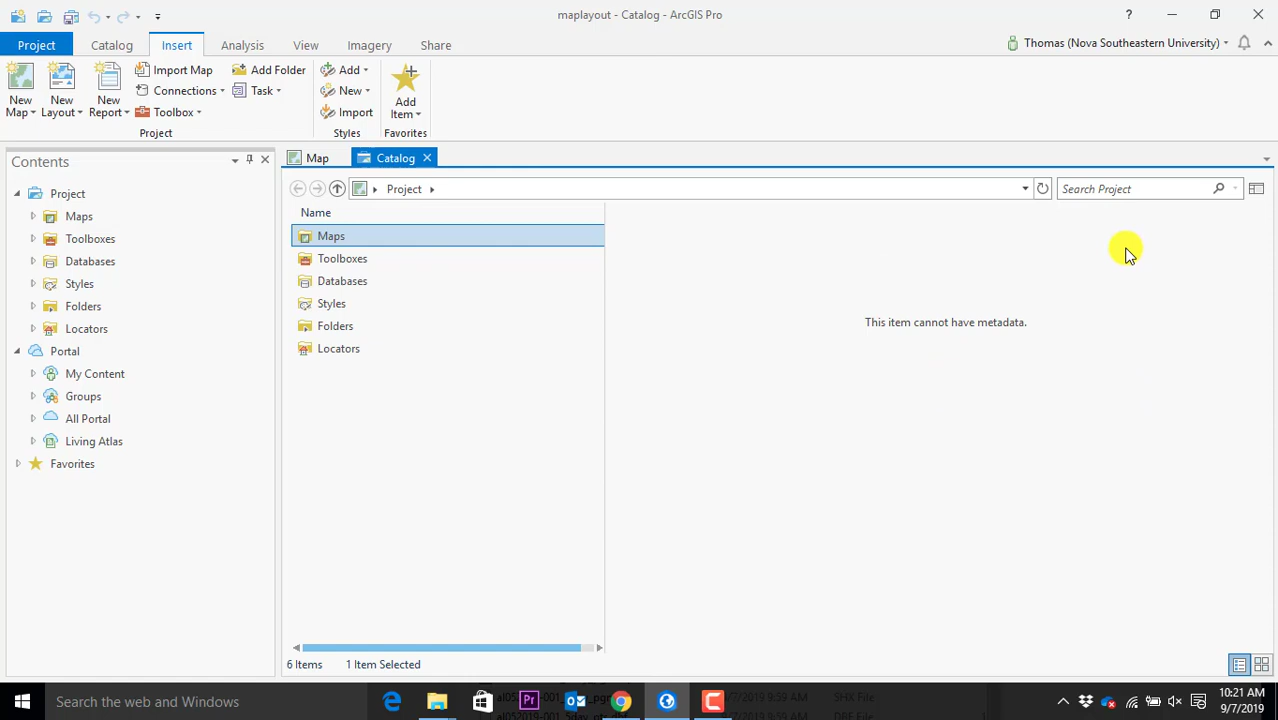 maplayout - Catalog - ArcGIS Pro
?
Project Catalog Insert Analysis View Imagery Share
Thomas (Nova Southeastern University)
New Map
New Layout
New Report
Import Map
Connections
Toolbox
Add Folder
Task
Project
Add
New
Import
Styles
Add Item
Favorites
Contents
Project
Maps
Toolboxes
Databases
Styles
Folders
Locators
Portal
My Content
Groups
All Portal
Living Atlas
Favorites
Map Catalog
Project
Search Project
Name
Maps
Toolboxes
Databases
Styles
Folders
Locators
This item cannot have metadata.
6 Items 1 Item Selected
Search the web and Windows
Pr
10:21 AM
9/7/2019